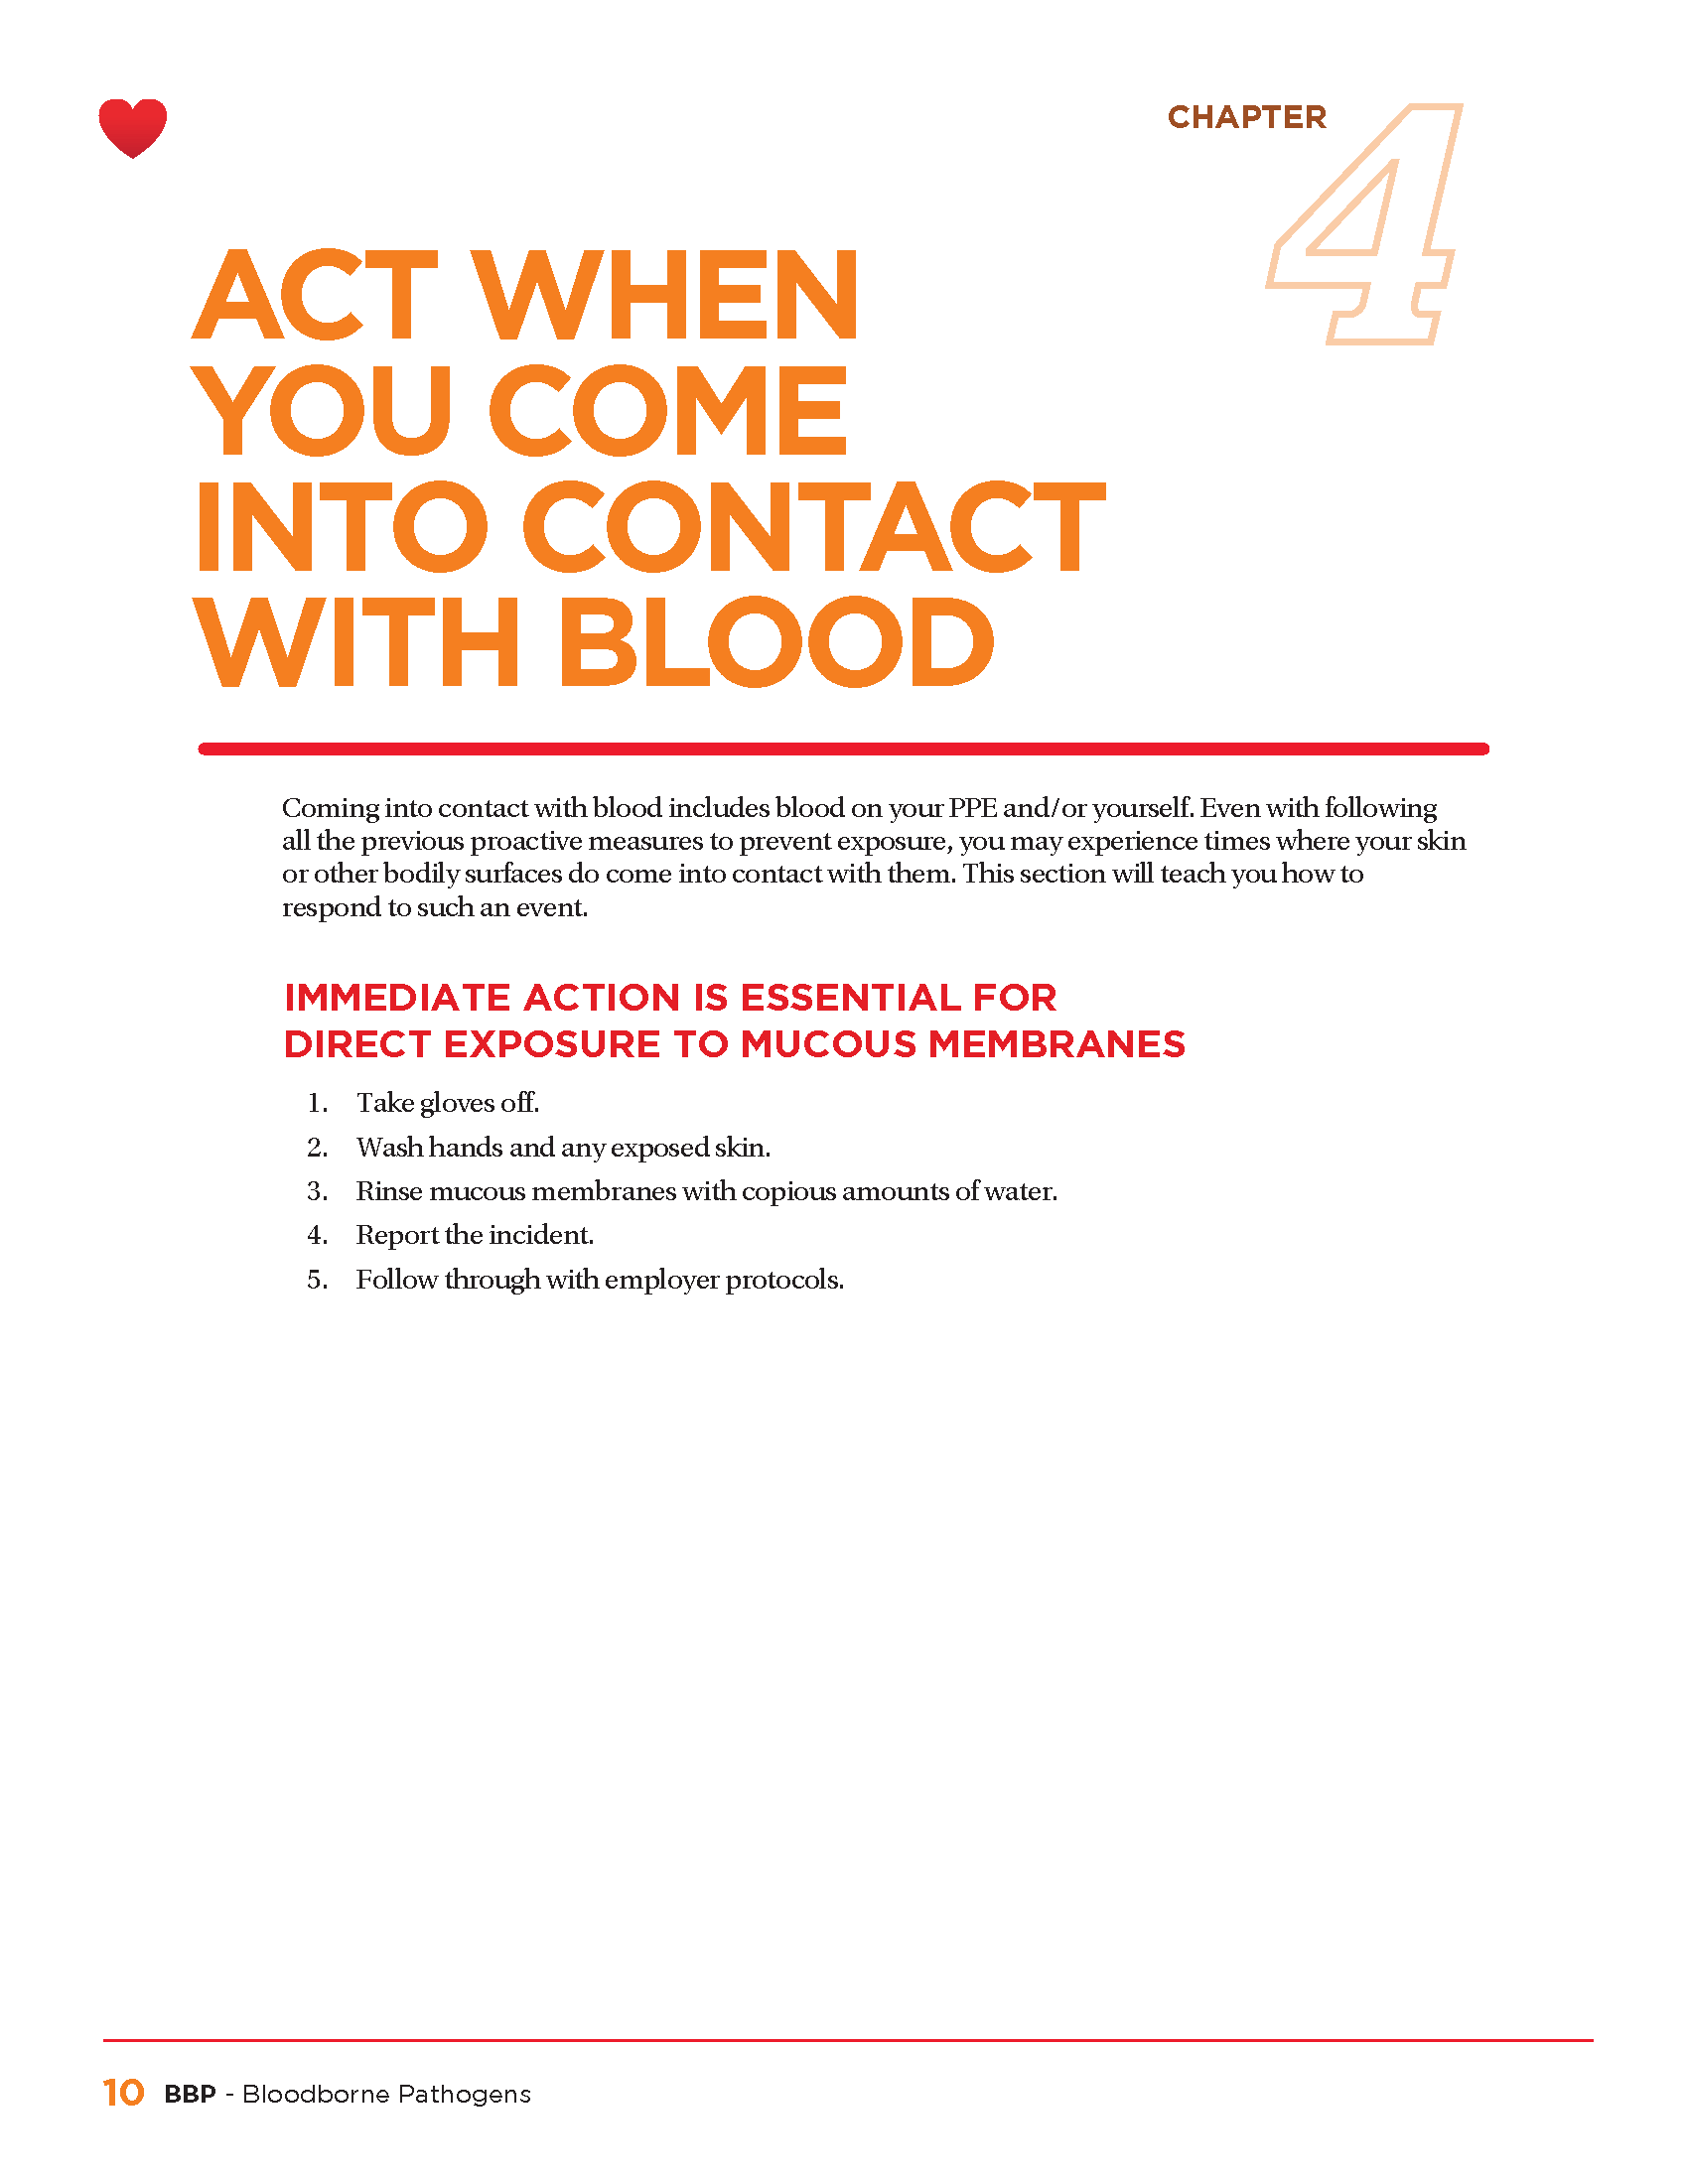 CHAPTER
4
ACT WHEN
YOU COME
INTO CONTACT
WITH BLOOD
Coming into contact with blood includes blood on your PPE and/or yourself. Even with following
all the previous proactive measures to prevent exposure, you may experience times where your skin
or other bodily surfaces do come into contact with them. This section will teach you how to
respond to such an event.
IMMEDIATE ACTION IS ESSENTIAL FOR
DIRECT EXPOSURE TO MUCOUS MEMBRANES
1. Take gloves off.
2. Wash hands and any exposed skin.
3. Rinse mucous membranes with copious amounts of water.
4. Report the incident.
5. Follow through with employer protocols.
10 BBP - Bloodborne Pathogens